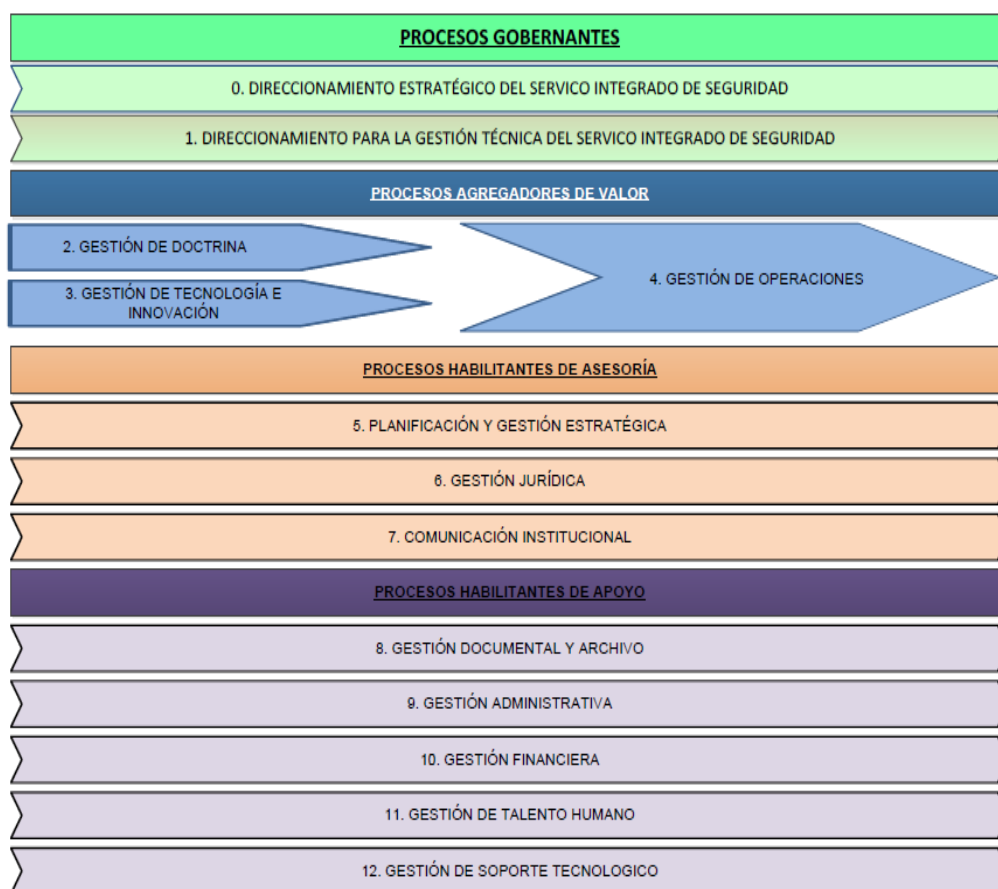 PROCESOS GOBERNANTES
0. DIRECCIONAMIENTO ESTRATÉGICO DEL SERVICO INTEGRADO DE SEGURIDAD
1. DIRECCIONAMIENTO PARA LA GESTIÓN TÉCNICA DEL SERVICO INTEGRADO DE SEGURIDAD
PROCESOS AGREGADORES DE VALOR
2. GESTIÓN DE DOCTRINA
3. GESTIÓN DE TECNOLOGÍA E
INNOVACIÓN
4. GESTIÓN DE OPERACIONES
PROCESOS HABILITANTES DE ASESORÍA
5. PLANIFICACIÓN Y GESTIÓN ESTRATÉGICA
6. GESTIÓN JURÍDICA
7. COMUNICACIÓN INSTITUCIONAL
PROCESOS HABILITANTES DE APOYO
8. GESTIÓN DOCUMENTAL Y ARCHIVO
9. GESTIÓN ADMINISTRATIVA
10. GESTIÓN FINANCIERA
11. GESTIÓN DE TALENTO HUMANO
12. GESTIÓN DE SOPORTE TECNOLOGICO